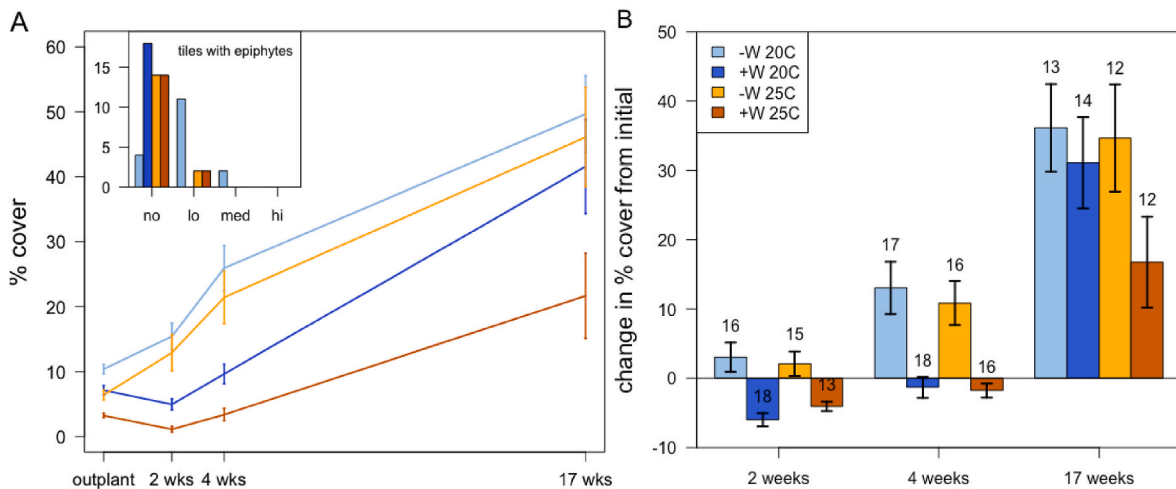 A
% cover
60
50
40
30
20
10
0
tiles with epiphytes
15
10
5
0
no lo med hi
outplant 2 wks 4 wks 17 wks
B
change in % cover from initial
50
40
30
20
10
0
-10
-W 20C
+W 20C
-W 25C
+W 25C
16 18 15 13
17 18 16 16
13 14 12 12
2 weeks 4 weeks 17 weeks